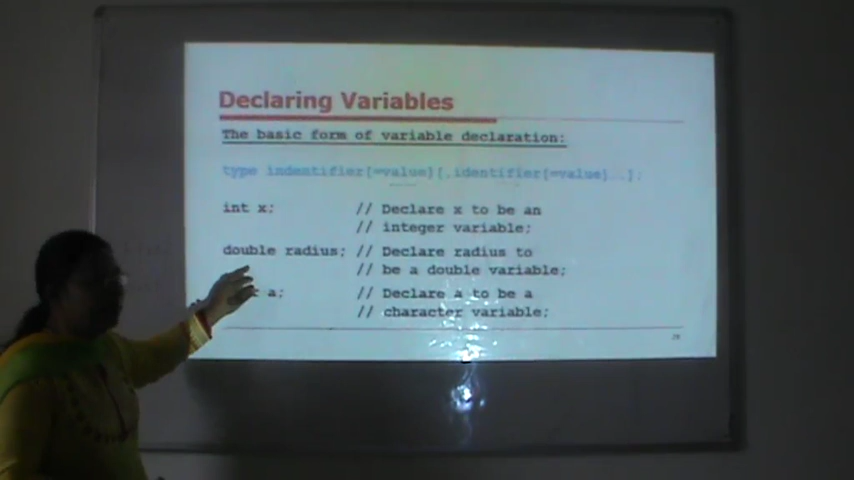 Declaring Variables
The basic form of variable declaration:
type indentifier[=value][,identifier[=value]..];
int x; // Declare x to be an
// integer variable;
double radius; // Declare radius to
// be a double variable;
a; // Declare a to be a
// character variable;